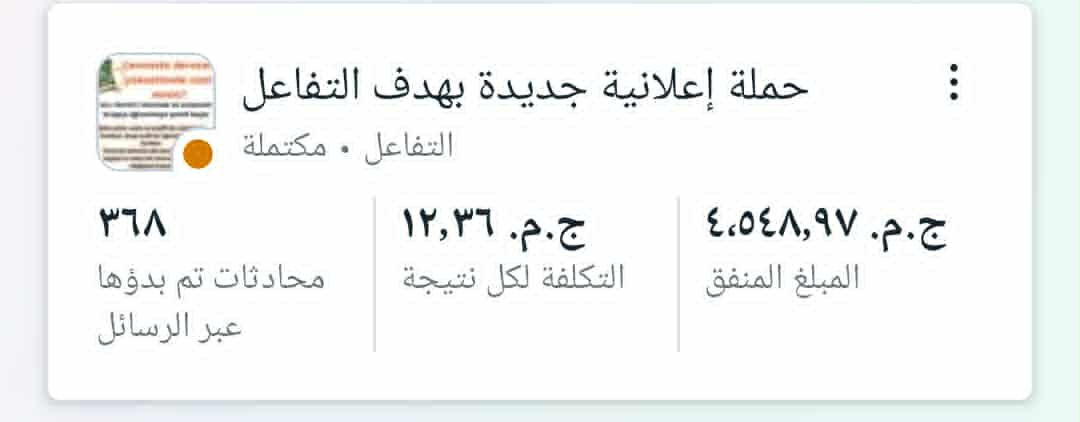 حملة إعلانية جديدة بهدف التفاعل
التفاعل • مكتملة
ج.م. ٤،٥٤٨,٩٧
المبلغ المنفق
ج.م. ١٢,٣٦
التكلفة لكل نتيجة
٣٦٨
محادثات تم بدؤها
عبر الرسائل